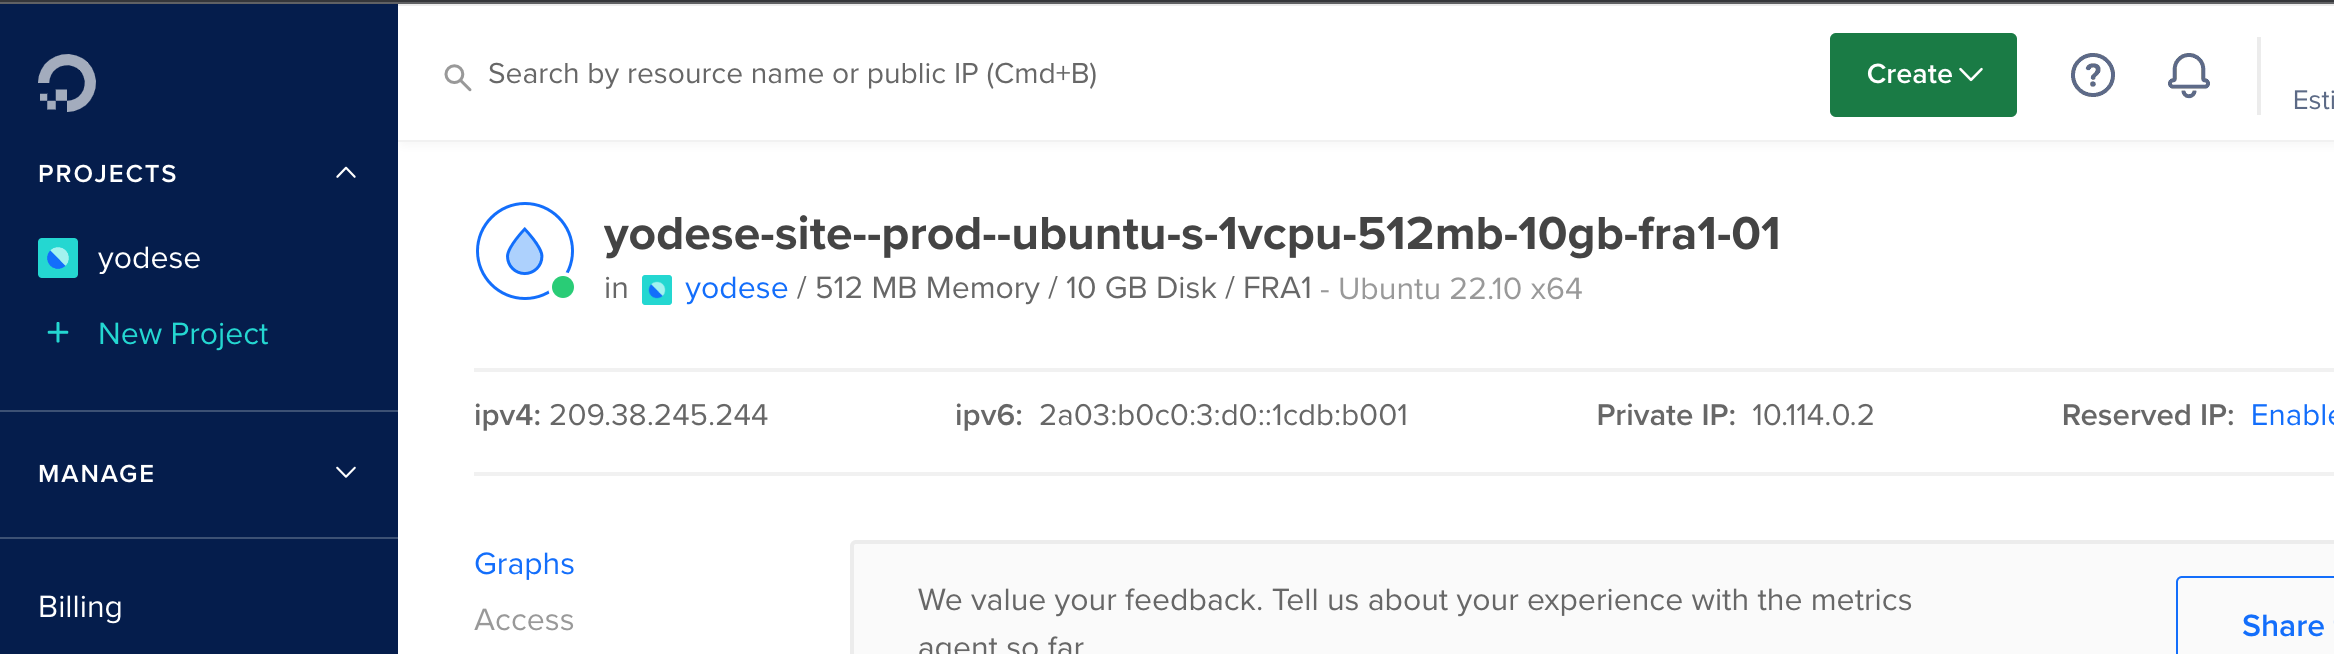 Search by resource name or public IP (Cmd+B)
Create
PROJECTS
yodese
+ New Project
MANAGE
Billing
yodese-site--prod--ubuntu-s-1vcpu-512mb-10gb-fra1-01
in yodese / 512 MB Memory / 10 GB Disk / FRA1 - Ubuntu 22.10 x64
ipv4: 209.38.245.244
ipv6: 2a03:b0c0:3:d0::1cdb:b001
Private IP: 10.114.0.2
Reserved IP: Enable
Graphs
Access
We value your feedback. Tell us about your experience with the metrics
agent so far
Share